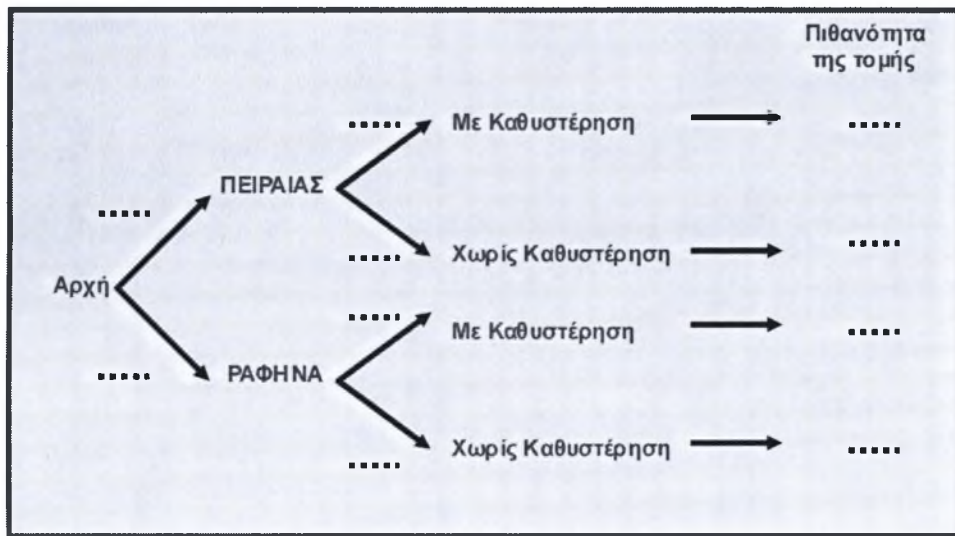 Πιθανότητα
της τομής
Με Καθυστέρηση
ΠΕΙΡΑΙΑΣ
Χωρίς Καθυστέρηση
Αρχή
Με Καθυστέρηση
ΡΑΦΗΝΑ
Χωρίς Καθυστέρηση